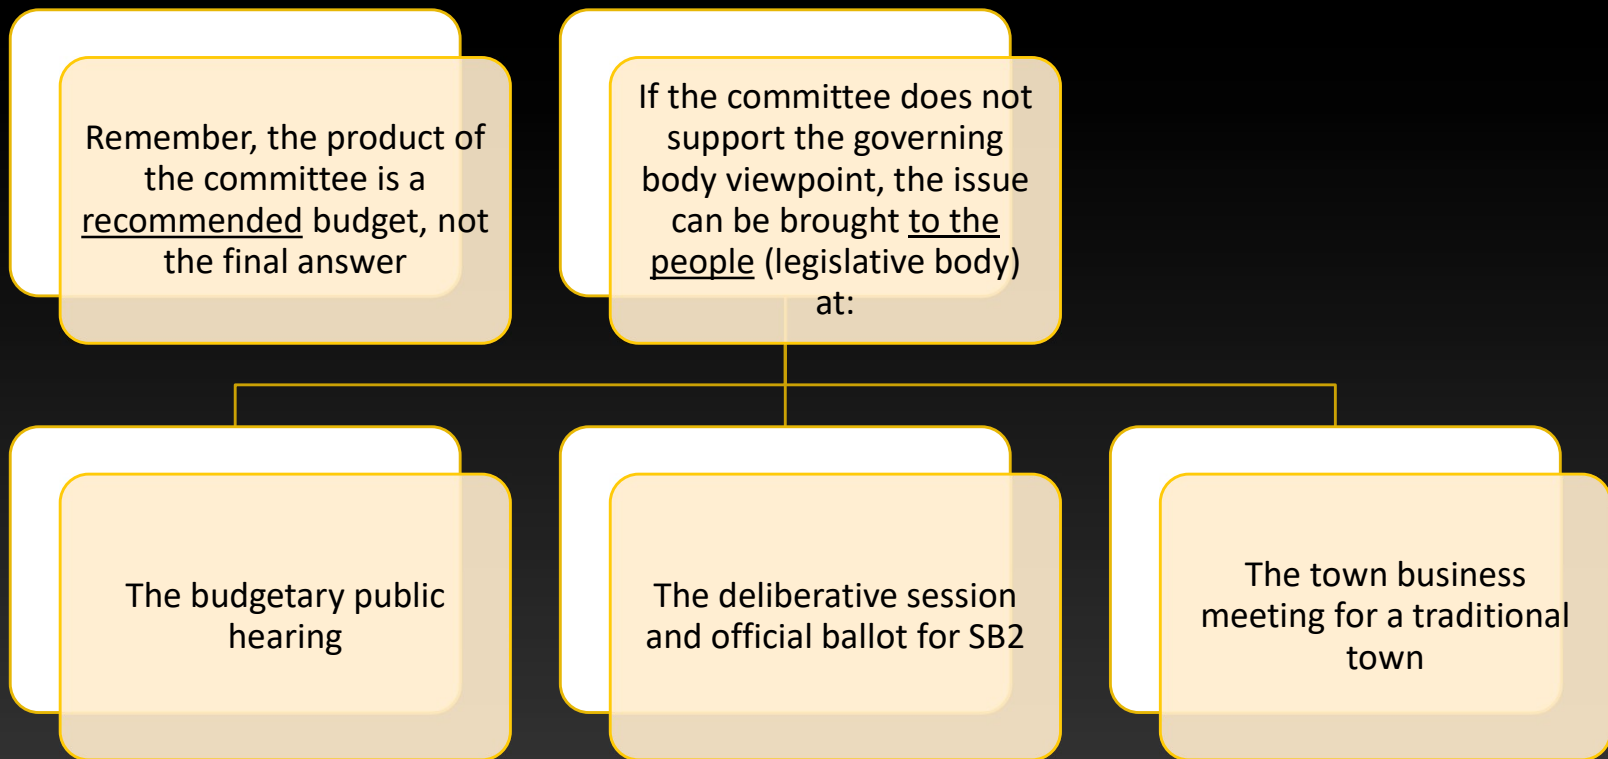 Remember, the product of
the committee is a
recommended budget, not
the final answer
If the committee does not
support the governing
body viewpoint, the issue
can be brought to the
people (legislative body)
at:
The budgetary public
hearing
The deliberative session
and official ballot for SB2
The town business
meeting for a traditional
town